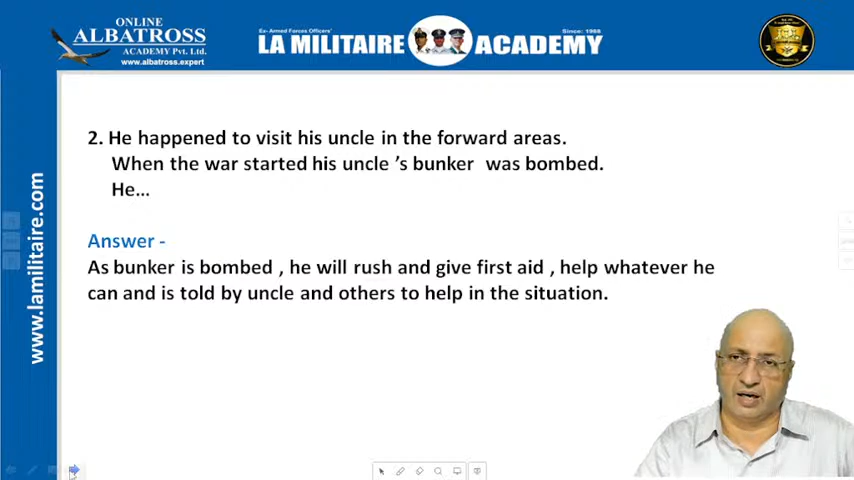 ONLINE
ALBATROSS
ACADEMY Pvt. Ltd.
www.albatross.expert
Ex- Armed Forces Officers'
Since: 1968
LA MILITAIRE ACADEMY
www.lamilitaire.com
2. He happened to visit his uncle in the forward areas.
When the war started his uncle 's bunker was bombed.
He...
Answer -
As bunker is bombed , he will rush and give first aid , help whatever he
can and is told by uncle and others to help in the situation.